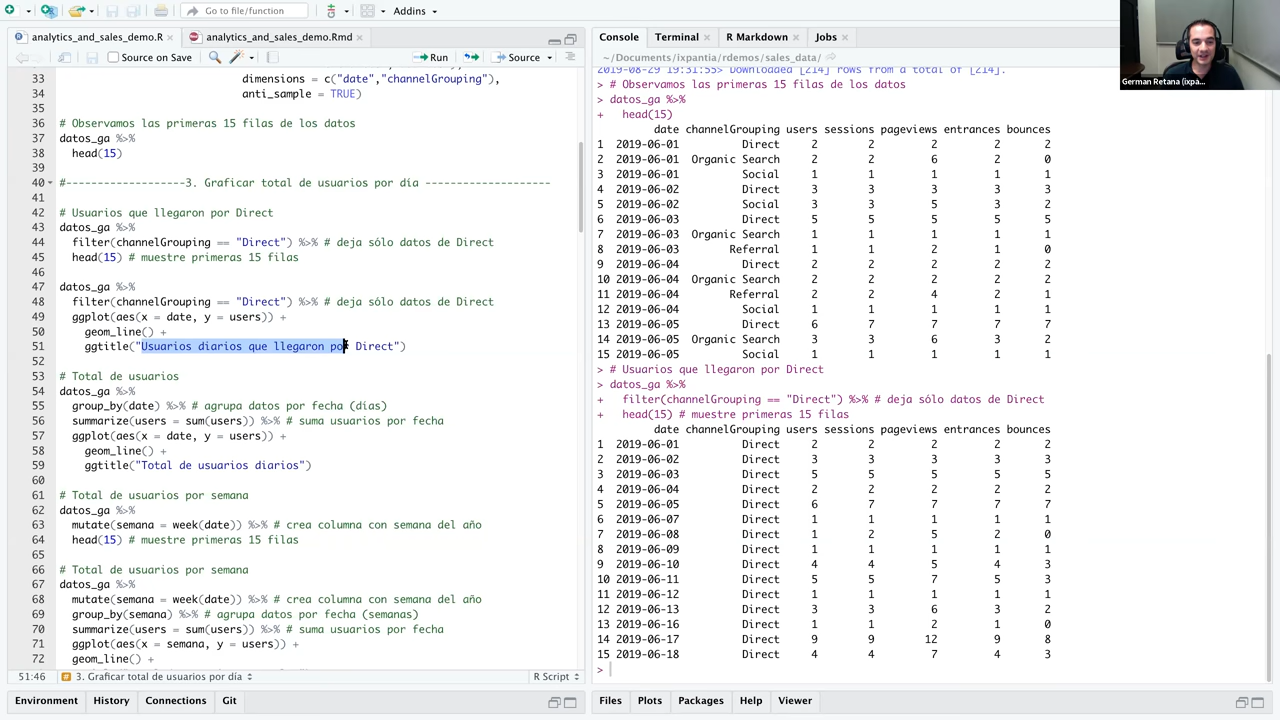 Go to file/function
Addins
analytics_and_sales_demo.R
analytics_and_sales_demo.Rmd
Source on Save
Run
Source
33 dimensions = c("date","channelGrouping"),
34 anti_sample = TRUE)
35
36 # Observamos las primeras 15 filas de los datos
37 datos_ga %>%
38 head(15)
39
40 #-------------------3. Graficar total de usuarios por día --------------------
41
42 # Usuarios que llegaron por Direct
43 datos_ga %>%
44 filter(channelGrouping == "Direct") %>% # deja sólo datos de Direct
45 head(15) # muestre primeras 15 filas
46
47 datos_ga %>%
48 filter(channelGrouping == "Direct") %>% # deja sólo datos de Direct
49 ggplot(aes(x = date, y = users)) +
50 geom_line() +
51 ggtitle("Usuarios diarios que llegaron por Direct")
52
53 # Total de usuarios
54 datos_ga %>%
55 group_by(date) %>% # agrupa datos por fecha (días)
56 summarize(users = sum(users)) %>% # suma usuarios por fecha
57 ggplot(aes(x = date, y = users)) +
58 geom_line() +
59 ggtitle("Total de usuarios diarios")
60
61 # Total de usuarios por semana
62 datos_ga %>%
63 mutate(semana = week(date)) %>% # crea columna con semana del año
64 head(15) # muestre primeras 15 filas
65
66 # Total de usuarios por semana
67 datos_ga %>%
68 mutate(semana = week(date)) %>% # crea columna con semana del año
69 group_by(semana) %>% # agrupa datos por fecha (semanas)
70 summarize(users = sum(users)) %>% # suma usuarios por fecha
71 ggplot(aes(x = semana, y = users)) +
72 geom_line() +
51:46 3. Graficar total de usuarios por día R Script
Environment History Connections Git
Console Terminal R Markdown Jobs
~/Documents/ixpantia/rdemos/sales_data/
2019-08-29 19:31:55> Downloaded [214] rows from a total of [214].
> # Observamos las primeras 15 filas de los datos
> datos_ga %>%
+ head(15)
date channelGrouping users sessions pageviews entrances bounces
1 2019-06-01 Direct 2 2 2 2 2
2 2019-06-01 Organic Search 2 2 6 2 0
3 2019-06-01 Social 1 1 1 1 1
4 2019-06-02 Direct 3 3 3 3 3
5 2019-06-02 Social 3 3 5 3 2
6 2019-06-03 Direct 5 5 5 5 5
7 2019-06-03 Organic Search 1 1 1 1 1
8 2019-06-03 Referral 1 1 2 1 0
9 2019-06-04 Direct 2 2 2 2 2
10 2019-06-04 Organic Search 2 2 2 2 2
11 2019-06-04 Referral 2 2 4 2 1
12 2019-06-04 Social 1 1 1 1 1
13 2019-06-05 Direct 6 7 7 7 7
14 2019-06-05 Organic Search 3 3 6 3 2
15 2019-06-05 Social 1 1 1 1 1
> # Usuarios que llegaron por Direct
> datos_ga %>%
+ filter(channelGrouping == "Direct") %>% # deja sólo datos de Direct
+ head(15) # muestre primeras 15 filas
date channelGrouping users sessions pageviews entrances bounces
1 2019-06-01 Direct 2 2 2 2 2
2 2019-06-02 Direct 3 3 3 3 3
3 2019-06-03 Direct 5 5 5 5 5
4 2019-06-04 Direct 2 2 2 2 2
5 2019-06-05 Direct 6 7 7 7 7
6 2019-06-07 Direct 1 1 1 1 1
7 2019-06-08 Direct 1 2 5 2 0
8 2019-06-09 Direct 1 1 1 1 1
9 2019-06-10 Direct 4 4 5 4 3
10 2019-06-11 Direct 5 5 7 5 3
11 2019-06-12 Direct 1 1 1 1 1
12 2019-06-13 Direct 3 3 6 3 2
13 2019-06-16 Direct 1 1 2 1 0
14 2019-06-17 Direct 9 9 12 9 8
15 2019-06-18 Direct 4 4 7 4 3
>
Files Plots Packages Help Viewer
German Retana (ixpa...